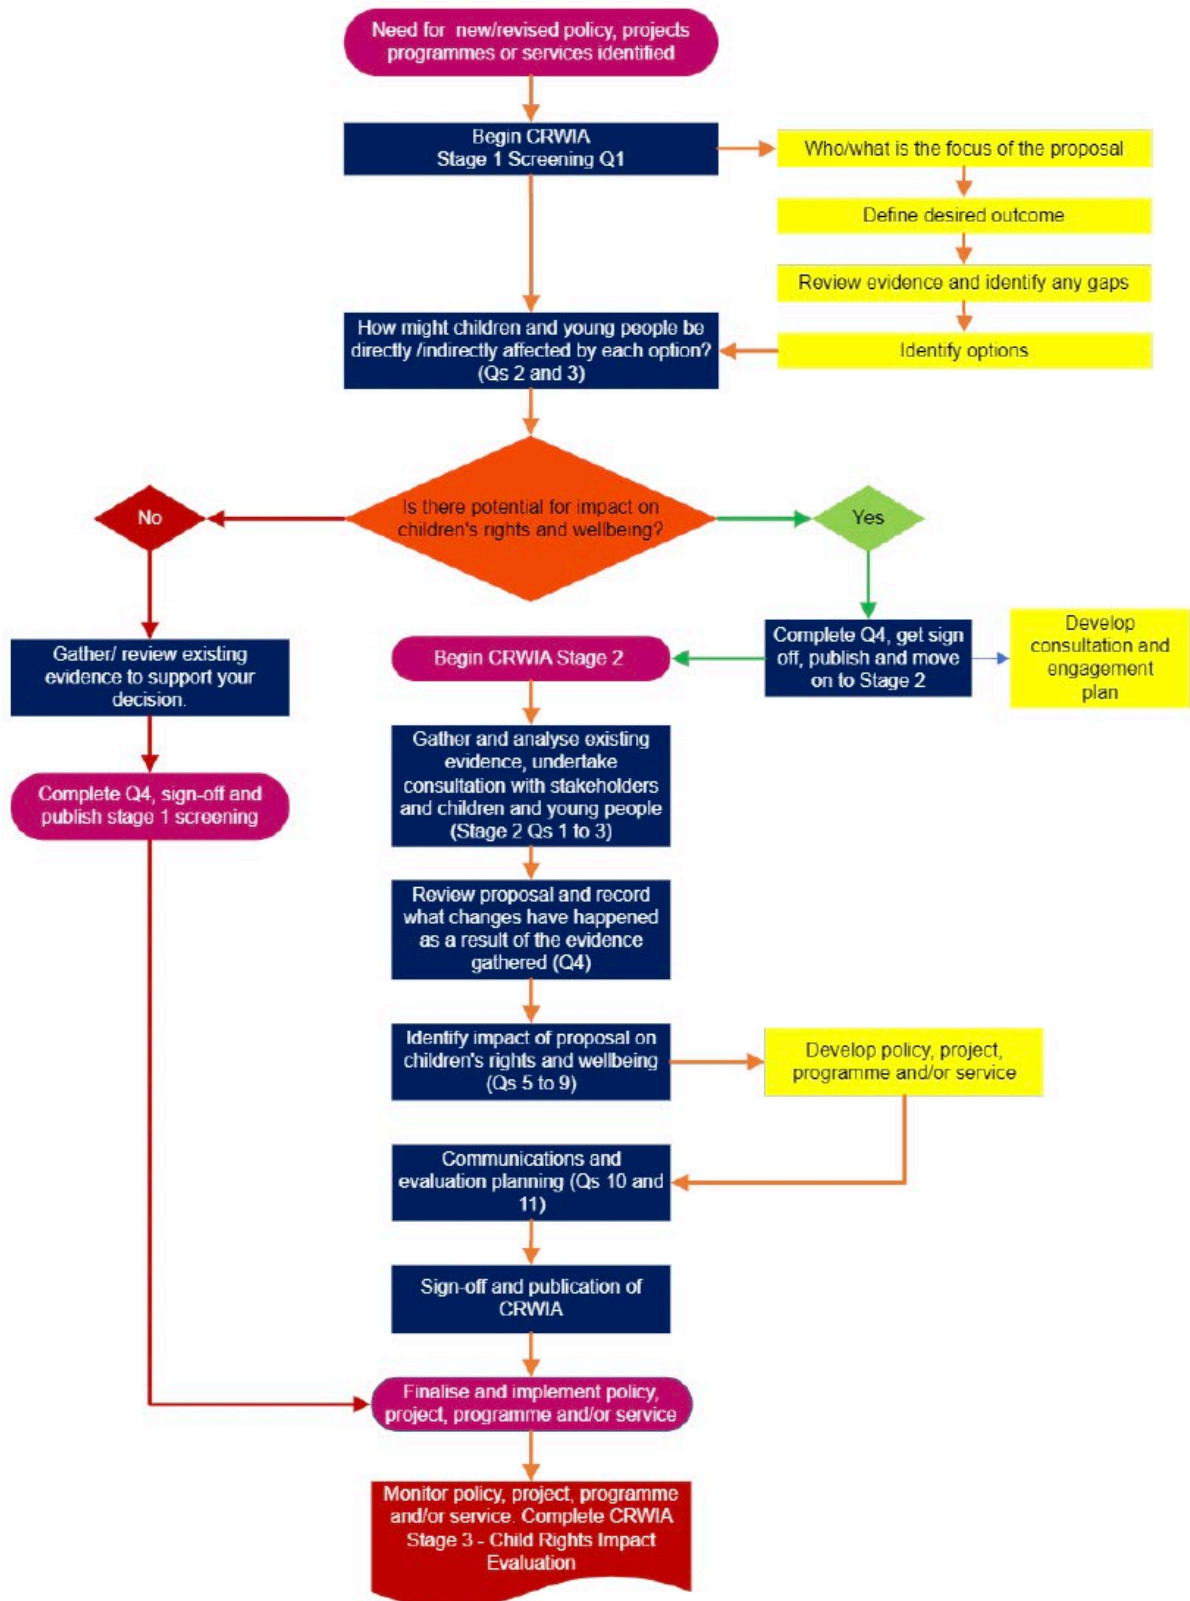 Need for new/revised policy, projects
programmes or services identified
Begin CRWIA
Stage 1 Screening Q1
Who/what is the focus of the proposal
Define desired outcome
Review evidence and identify any gaps
Identify options
How might children and young people be
directly /indirectly affected by each option?
(Qs 2 and 3)
Is there potential for impact on
children's rights and wellbeing?
No
Yes
Gather/ review existing
evidence to support your
decision.
Complete Q4, sign-off and
publish stage 1 screening
Complete Q4, get sign
off, publish and move
on to Stage 2
Develop
consultation and
engagement
plan
Begin CRWIA Stage 2
Gather and analyse existing
evidence, undertake
consultation with stakeholders
and children and young people
(Stage 2 Qs 1 to 3)
Review proposal and record
what changes have happened
as a result of the evidence
gathered (Q4)
Identify impact of proposal on
children's rights and wellbeing
(Qs 5 to 9)
Develop policy, project,
programme and/or service
Communications and
evaluation planning (Qs 10 and
11)
Sign-off and publication of
CRWIA
Finalise and implement policy,
project, programme and/or service
Monitor policy, project, programme
and/or service. Complete CRWIA
Stage 3 - Child Rights Impact
Evaluation